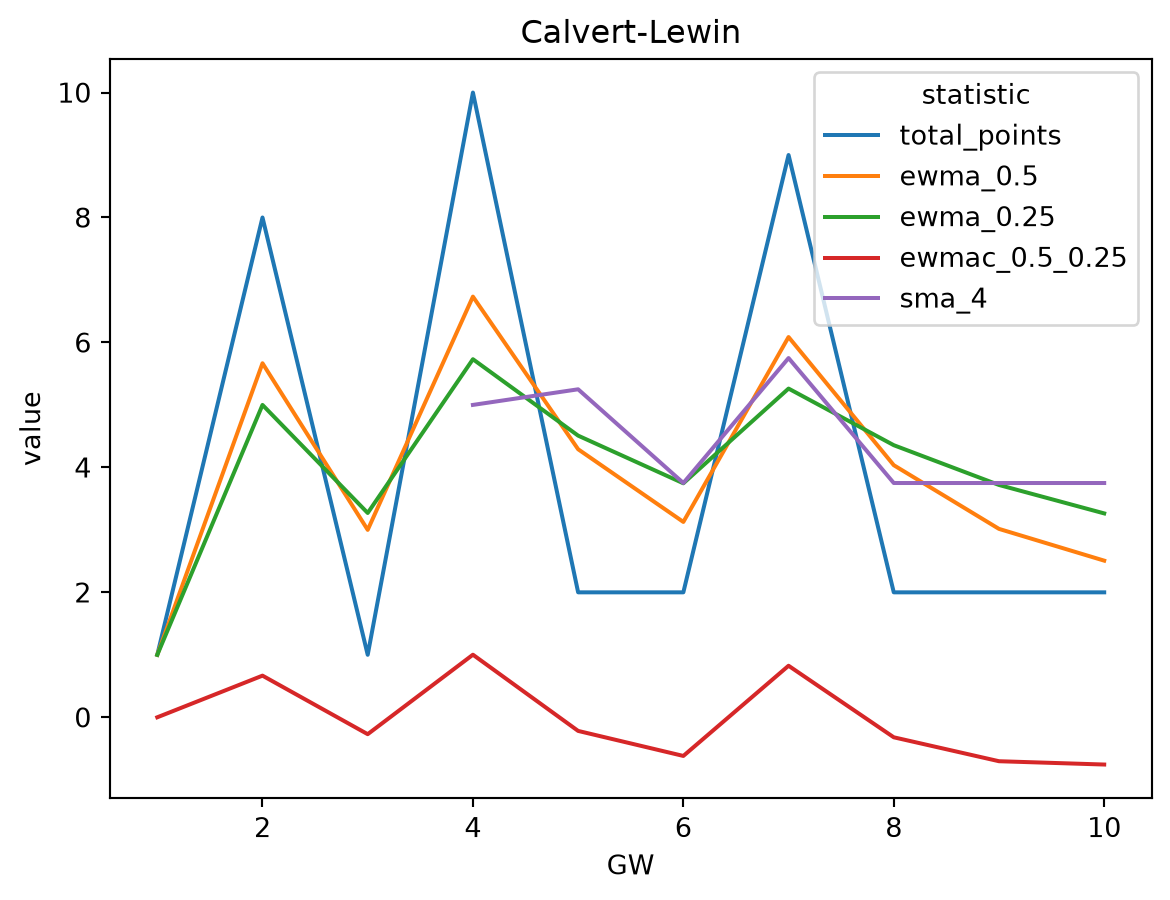 Calvert-Lewin
statistic
total_points
ewma_0.5
ewma_0.25
ewmac_0.5_0.25
sma_4
value
10
8
6
4
2
0
2 4 6 8 10
GW